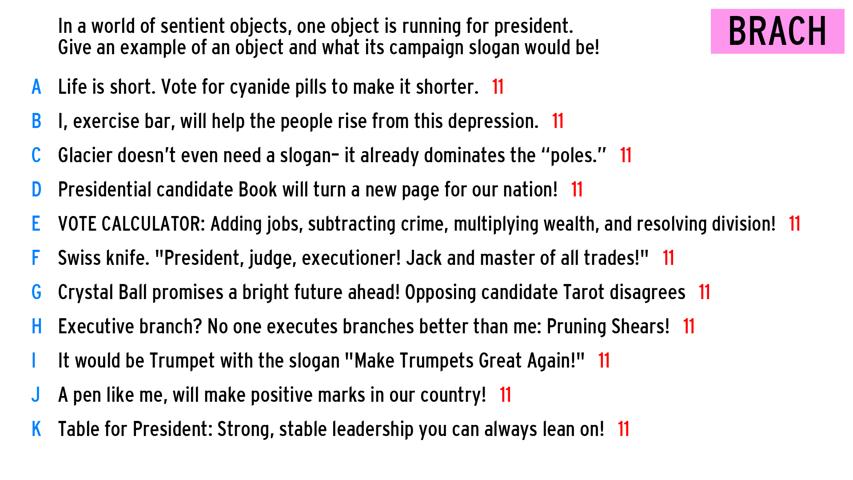 In a world of sentient objects, one object is running for president.
Give an example of an object and what its campaign slogan would be!
BRACH
A Life is short. Vote for cyanide pills to make it shorter. 11
B I, exercise bar, will help the people rise from this depression. 11
C Glacier doesn't even need a slogan– it already dominates the “poles.” 11
D Presidential candidate Book will turn a new page for our nation! 11
E VOTE CALCULATOR: Adding jobs, subtracting crime, multiplying wealth, and resolving division! 11
F Swiss knife. "President, judge, executioner! Jack and master of all trades!" 11
G Crystal Ball promises a bright future ahead! Opposing candidate Tarot disagrees 11
H Executive branch? No one executes branches better than me: Pruning Shears! 11
I It would be Trumpet with the slogan "Make Trumpets Great Again!" 11
J A pen like me, will make positive marks in our country! 11
K Table for President: Strong, stable leadership you can always lean on! 11